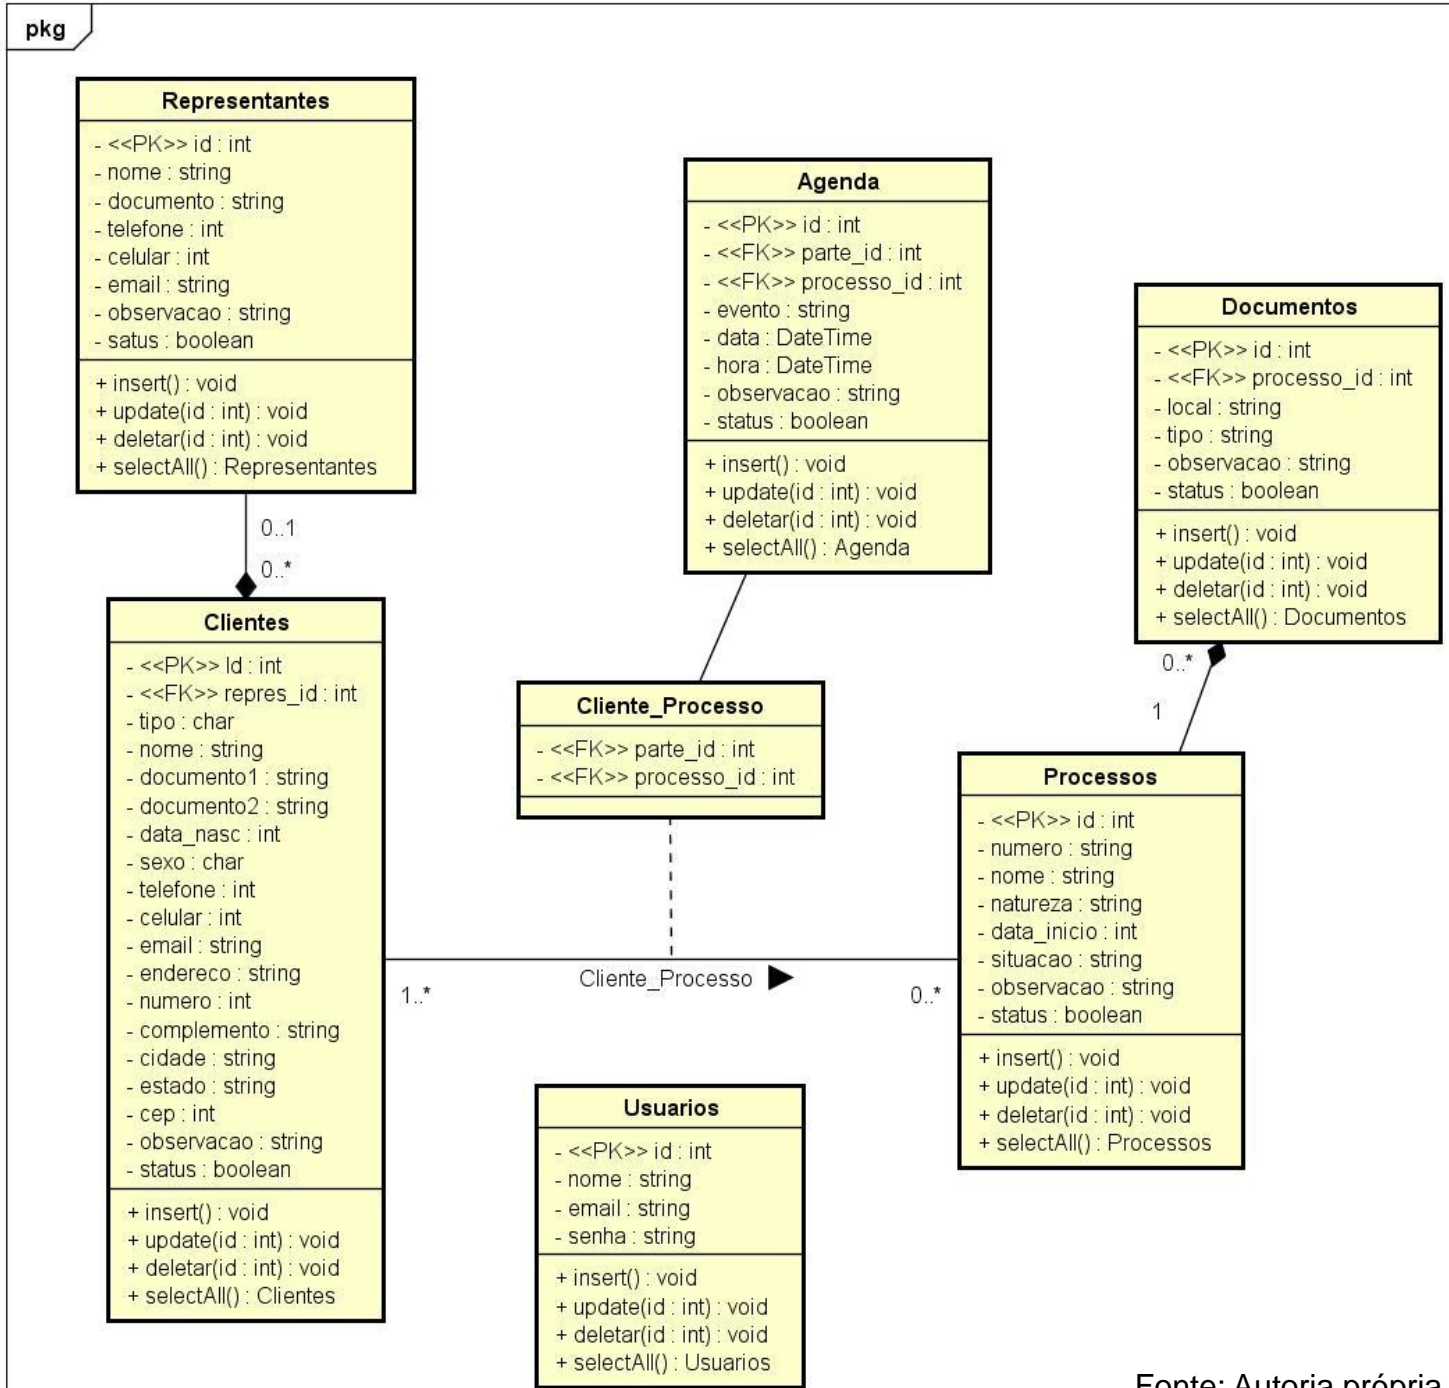 pkg
Representantes
- <<PK>> id : int
- nome : string
- documento : string
- telefone : int
- celular : int
- email : string
- observacao : string
- satus : boolean
+ insert() : void
+ update(id : int) : void
+ deletar(id : int) : void
+ selectAll() : Representantes
0..1
0..*
Clientes
- <<PK>> Id : int
- <<FK>> repres_id : int
- tipo : char
- nome : string
- documento1 : string
- documento2 : string
- data_nasc : int
- sexo : char
- telefone : int
- celular : int
- email : string
- endereco : string
- numero : int
- complemento : string
- cidade : string
- estado : string
- cep : int
- observacao : string
- status : boolean
+ insert() : void
+ update(id : int) : void
+ deletar(id : int) : void
+ selectAll() : Clientes
Agenda
- <<PK>> id : int
- <<FK>> parte_id : int
- <<FK>> processo_id : int
- evento : string
- data : DateTime
- hora : DateTime
- observacao : string
- status : boolean
+ insert() : void
+ update(id : int) : void
+ deletar(id : int) : void
+ selectAll() : Agenda
Cliente_Processo
- <<FK>> parte_id : int
- <<FK>> processo_id : int
1..*
Cliente_Processo
0..*
Documentos
- <<PK>> id : int
- <<FK>> processo_id : int
- local : string
- tipo : string
- observacao : string
- status : boolean
+ insert() : void
+ update(id : int) : void
+ deletar(id : int) : void
+ selectAll() : Documentos
0..*
1
Processos
- <<PK>> id : int
- numero : string
- nome : string
- natureza : string
- data_inicio : int
- situacao : string
- observacao : string
- status : boolean
+ insert() : void
+ update(id : int) : void
+ deletar(id : int) : void
+ selectAll() : Processos
Usuarios
- <<PK>> id : int
- nome : string
- email : string
- senha : string
+ insert() : void
+ update(id : int) : void
+ deletar(id : int) : void
+ selectAll() : Usuarios
Fonte: Autoria própria